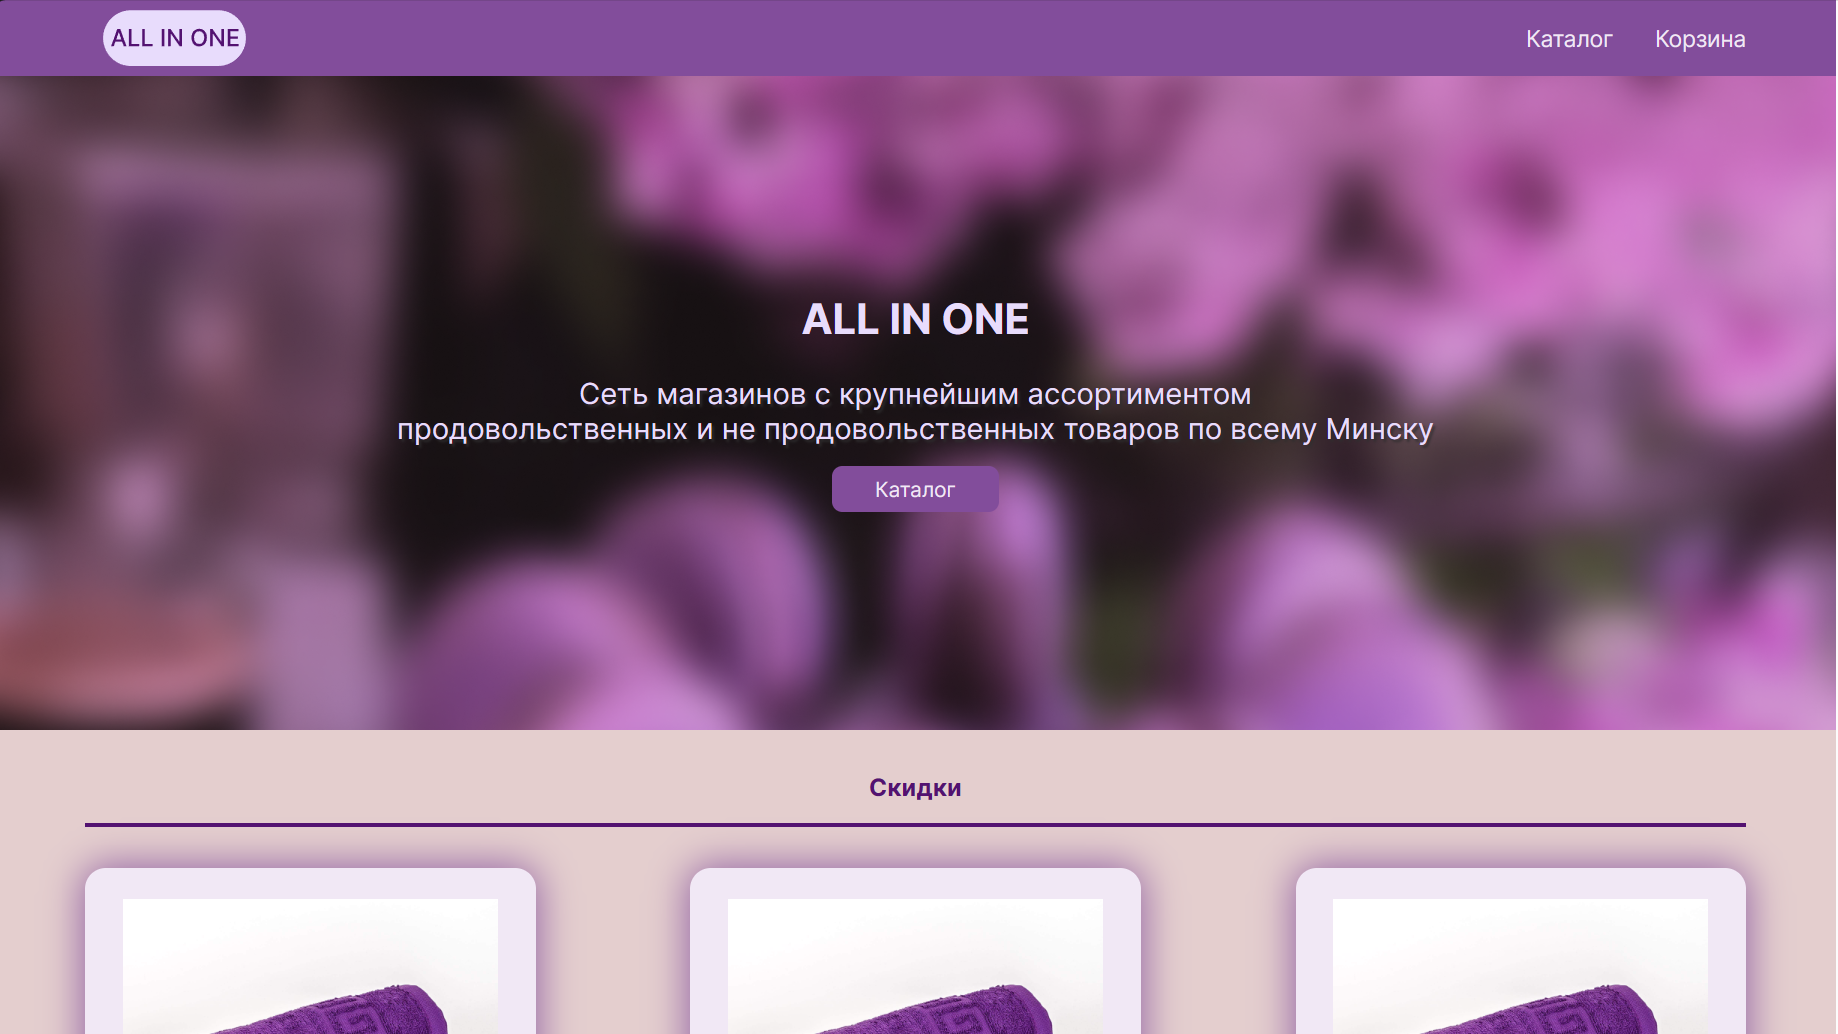 ALL IN ONE
Каталог
Корзина
ALL IN ONE
Сеть магазинов с крупнейшим ассортиментом
продовольственных и не продовольственных товаров по всему Минску
Каталог
Скидки